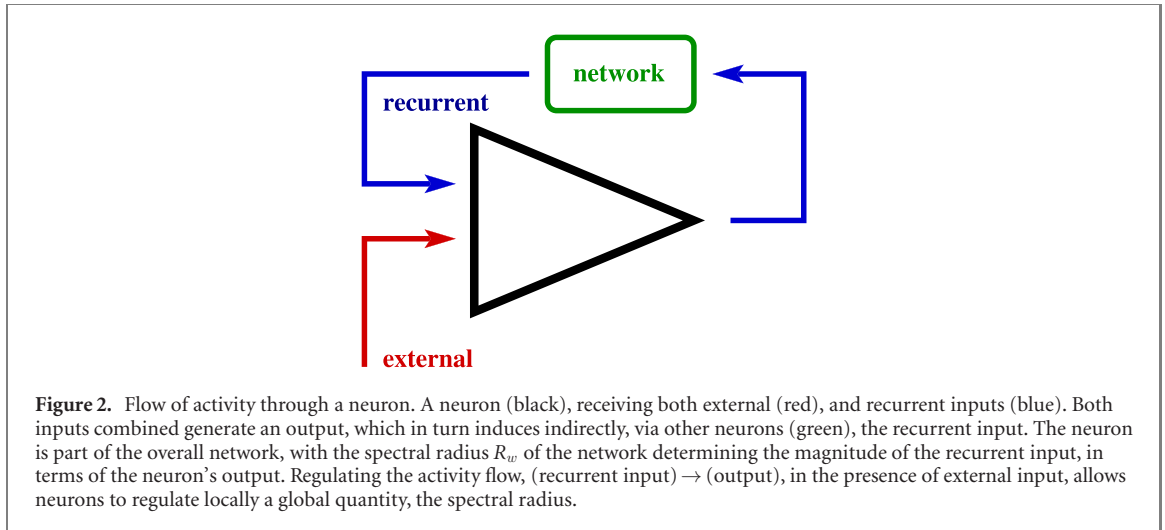 network
recurrent
external
Figure 2. Flow of activity through a neuron. A neuron (black), receiving both external (red), and recurrent inputs (blue). Both
inputs combined generate an output, which in turn induces indirectly, via other neurons (green), the recurrent input. The neuron
is part of the overall network, with the spectral radius R_w of the network determining the magnitude of the recurrent input, in
terms of the neuron's output. Regulating the activity flow, (recurrent input) → (output), in the presence of external input, allows
neurons to regulate locally a global quantity, the spectral radius.